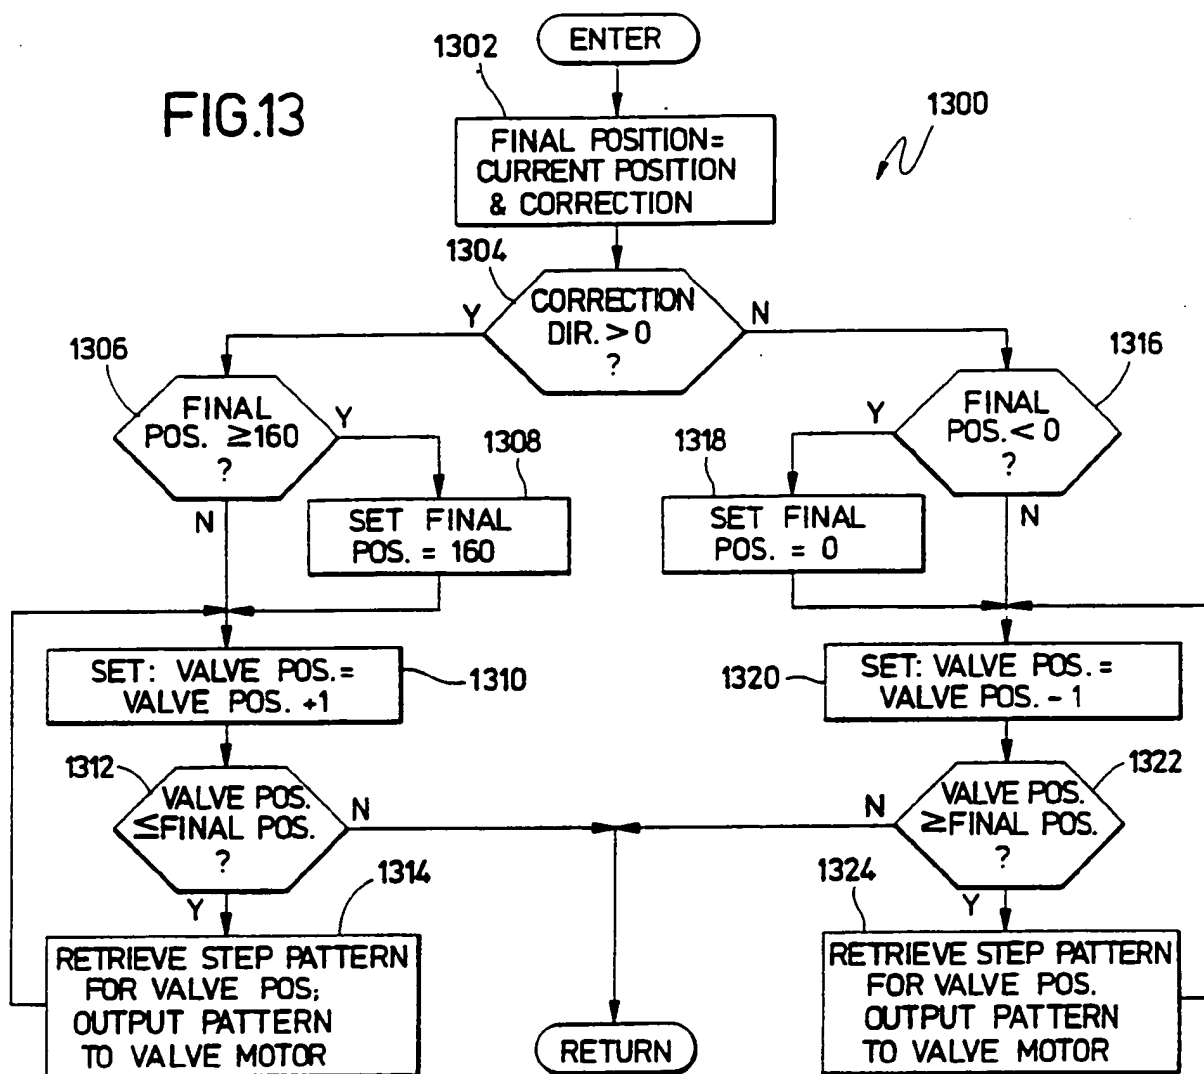 ENTER
1302
FIG.13
1300
FINAL POSITION=
CURRENT POSITION
& CORRECTION
1304
CORRECTION
DIR. > 0
?
Y
N
1306
FINAL
POS. ≥160
?
Y
N
1308
SET FINAL
POS. = 160
1316
FINAL
POS. < 0
?
Y
N
1318
SET FINAL
POS. = 0
SET: VALVE POS.=
VALVE POS. +1
1310
1320
SET: VALVE POS.=
VALVE POS. - 1
1312
VALVE POS.
≤FINAL POS.
?
N
Y
1322
VALVE POS.
≥FINAL POS.
?
N
Y
1314
RETRIEVE STEP PATTERN
FOR VALVE POS;
OUTPUT PATTERN
TO VALVE MOTOR
1324
RETRIEVE STEP PATTERN
FOR VALVE POS.
OUTPUT PATTERN
TO VALVE MOTOR
RETURN